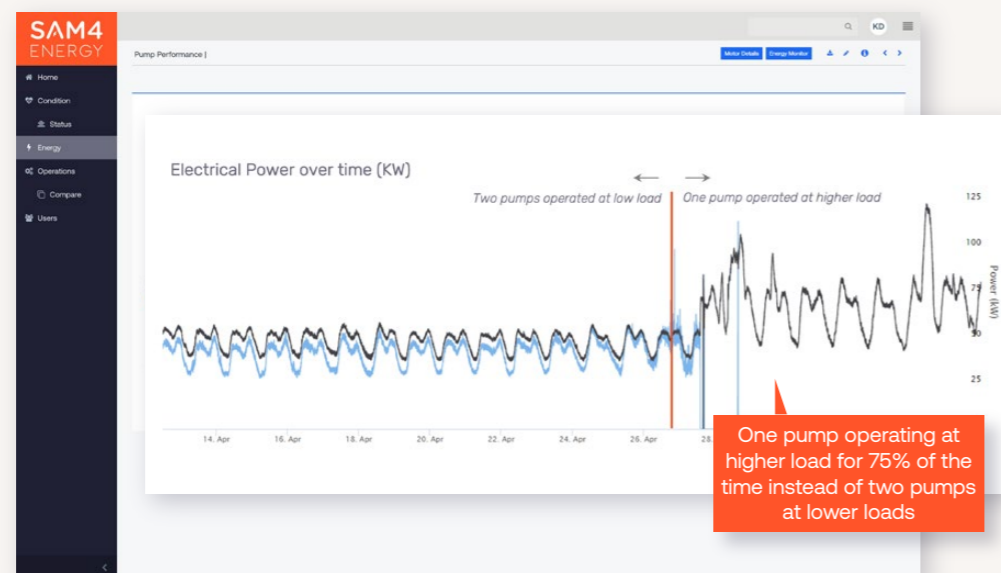 SAM4
ENERGY
KD
Home
Condition
Status
Energy
Operations
Compare
Users
Pump Performance |
Motor Details
Energy Monitor
Electrical Power over time (KW)
Two pumps operated at low load
One pump operated at higher load
125
100
75
50
25
Power (kW)
14. Apr
16. Apr
18. Apr
20. Apr
22. Apr
24. Apr
26. Apr
28.
One pump operating at
higher load for 75% of the
time instead of two pumps
at lower loads